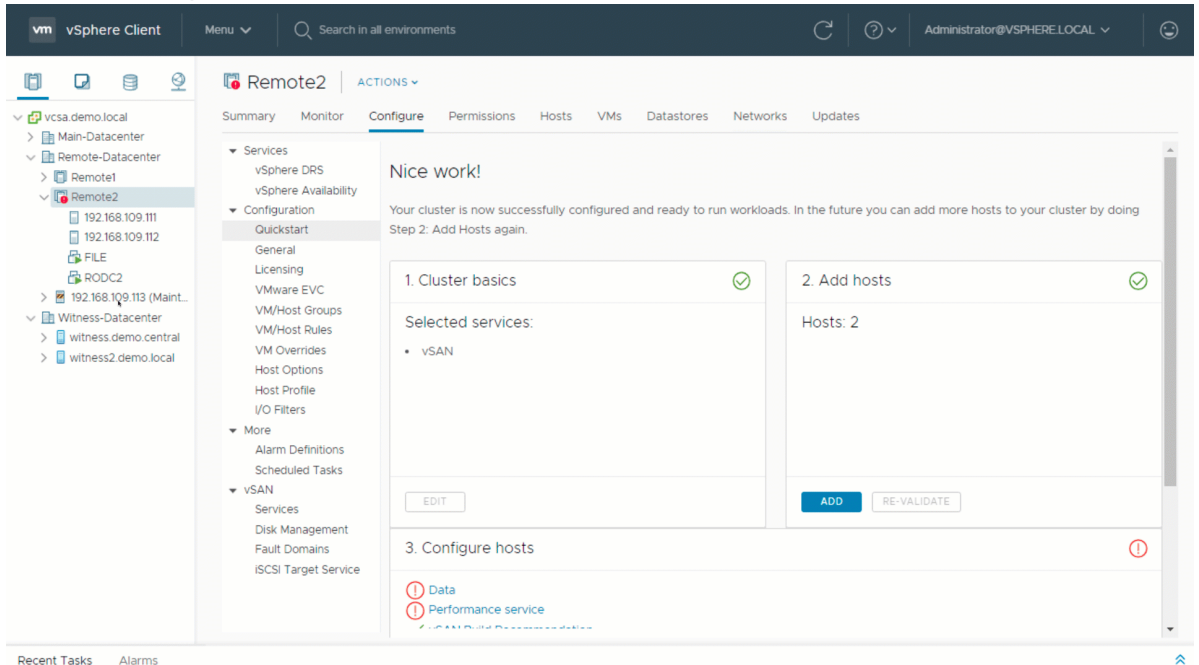 vm vSphere Client Menu Search in all environments Administrator@VSPHERE.LOCAL
vcsa.demo.local
Main-Datacenter
Remote-Datacenter
Remote1
Remote2
192.168.109.111
192.168.109.112
FILE
RODC2
192.168.109.113 (Maint...
Witness-Datacenter
witness.demo.central
witness2.demo.local
Remote2 ACTIONS
Summary Monitor Configure Permissions Hosts VMs Datastores Networks Updates
Services
vSphere DRS
vSphere Availability
Configuration
Quickstart
General
Licensing
VMware EVC
VM/Host Groups
VM/Host Rules
VM Overrides
Host Options
Host Profile
I/O Filters
More
Alarm Definitions
Scheduled Tasks
vSAN
Services
Disk Management
Fault Domains
iSCSI Target Service
Nice work!
Your cluster is now successfully configured and ready to run workloads. In the future you can add more hosts to your cluster by doing
Step 2: Add Hosts again.
1. Cluster basics
Selected services:
• vSAN
EDIT
2. Add hosts
Hosts: 2
ADD RE-VALIDATE
3. Configure hosts
Data
Performance service
vSAN Build Recommendation
Recent Tasks Alarms